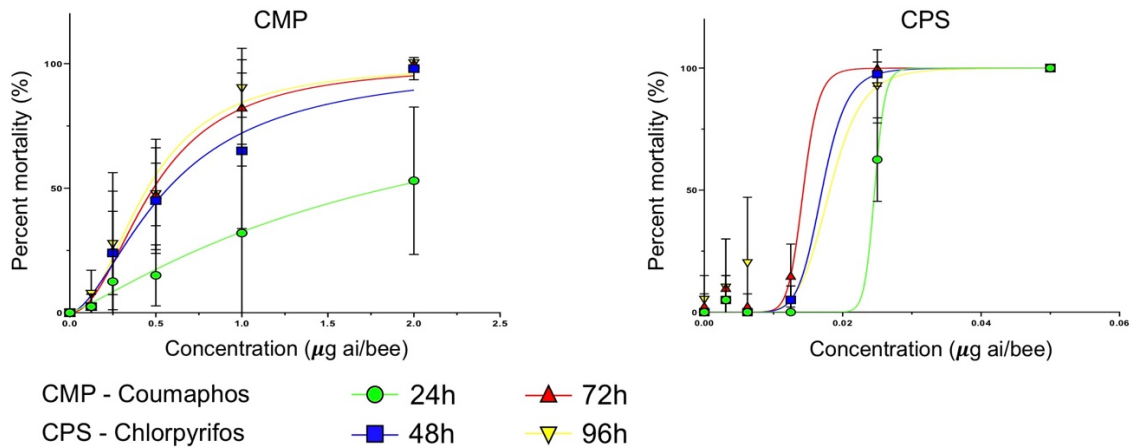 CMP
Percent mortality (%)
100
50
0
0.0 0.5 1.0 1.5 2.0 2.5
Concentration (μg ai/bee)
CPS
Percent mortality (%)
100
50
0
0.00 0.02 0.04 0.06
Concentration (μg ai/bee)
CMP - Coumaphos 24h 72h
CPS - Chlorpyrifos 48h 96h